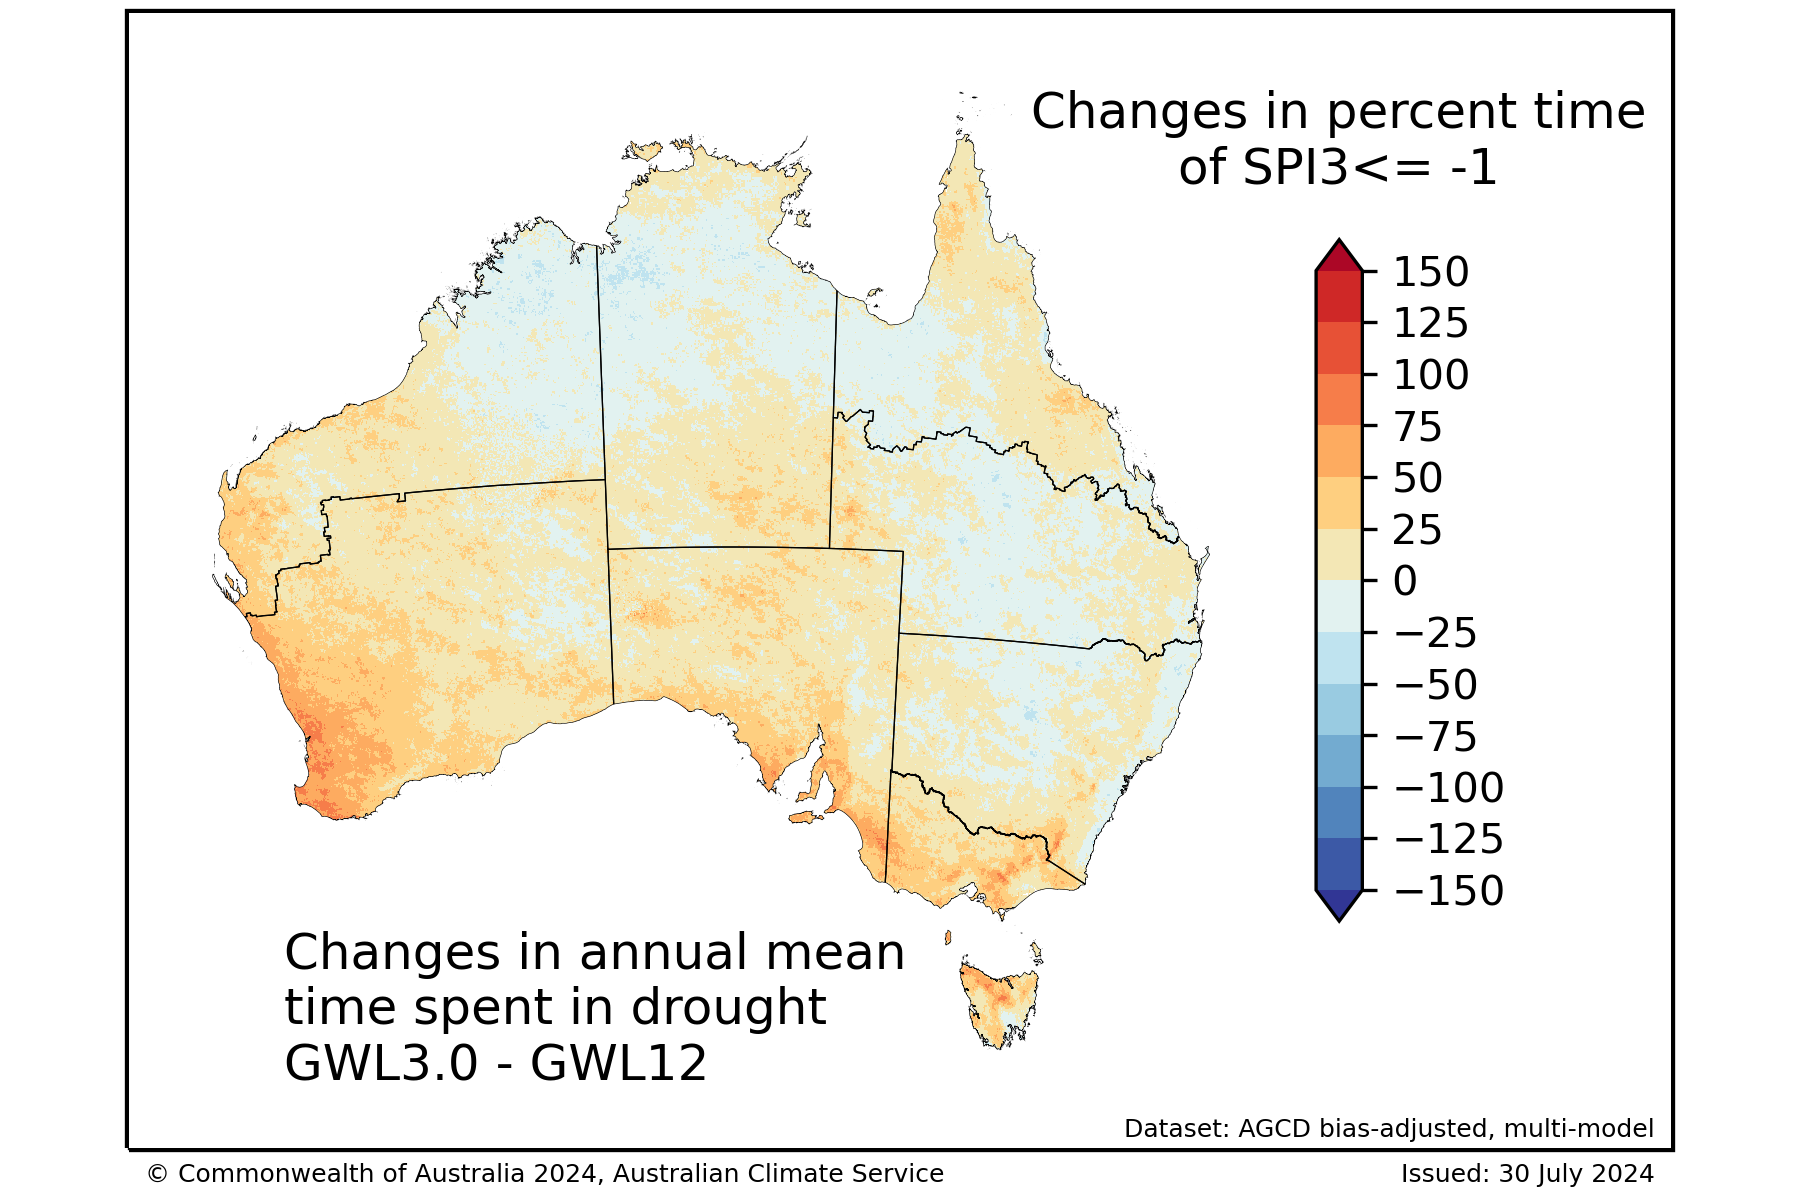 Changes in percent time
of SPI3<= -1
150
125
100
75
50
25
0
−25
−50
−75
−100
−125
−150
Changes in annual mean
time spent in drought
GWL3.0 - GWL12
Dataset: AGCD bias-adjusted, multi-model
© Commonwealth of Australia 2024, Australian Climate Service
Issued: 30 July 2024